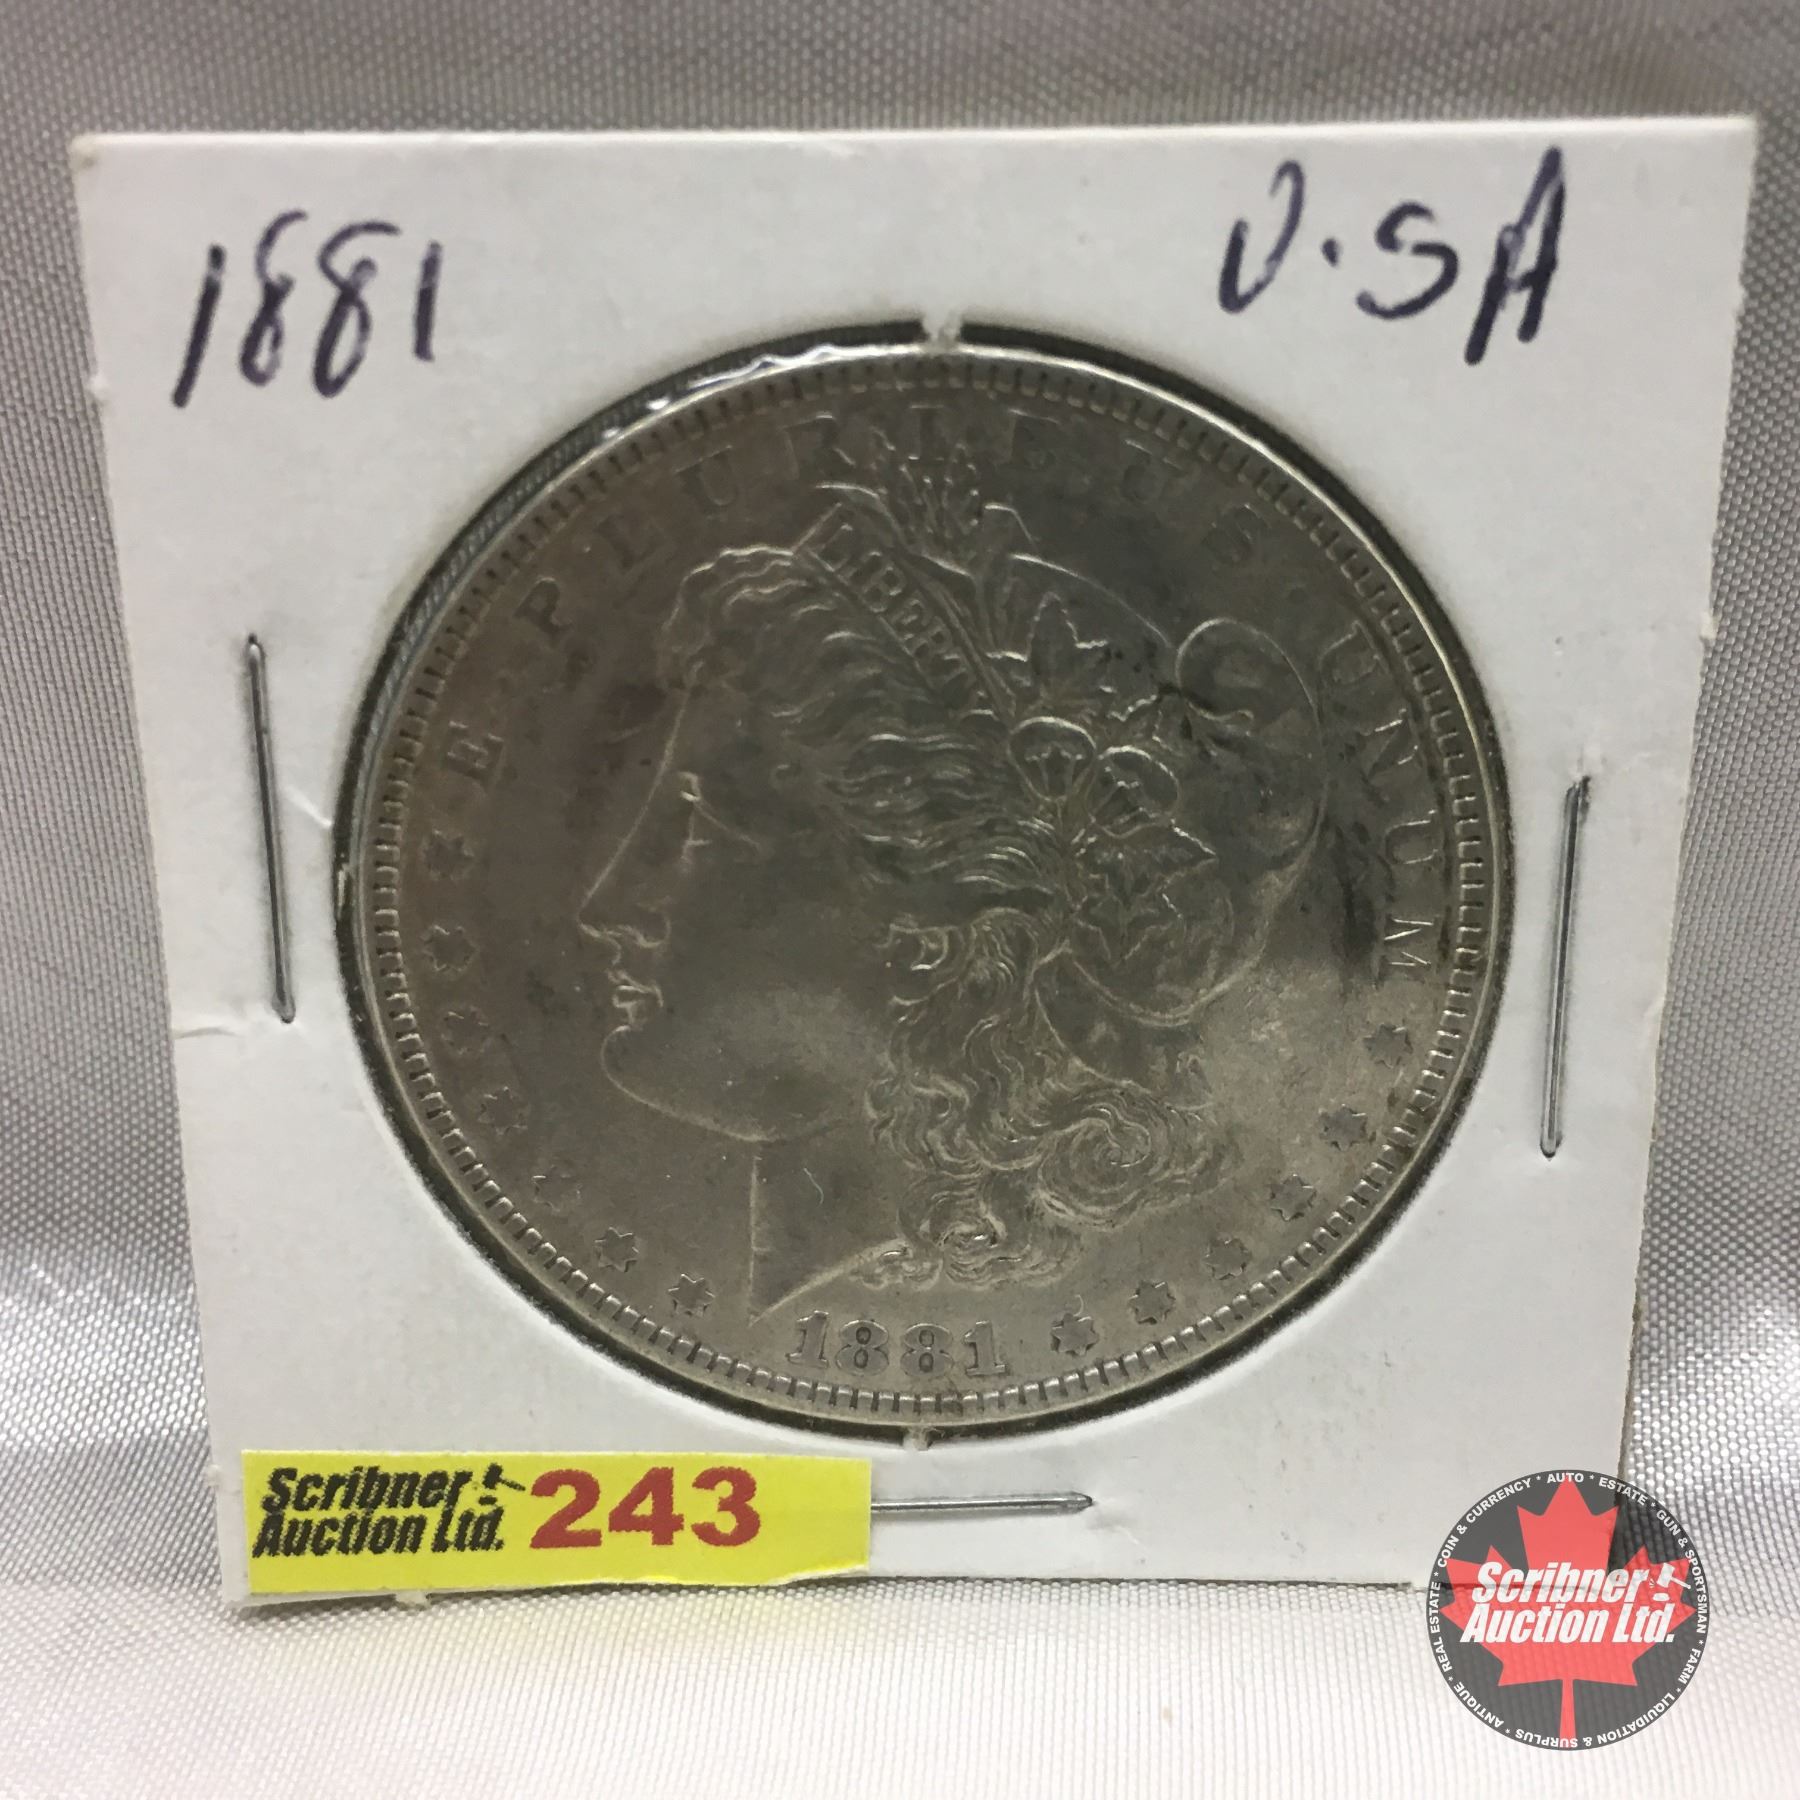 1881
U.S.A
E · PLURIBUS · UNUM
LIBERTY
1881
Scribner
Auction Ltd.
243
REAL ESTATE * COIN & CURRENCY * AUTO * ESTATE * GUN & SPORTSMAN * FARM * LIQUIDATION & SURPLUS * ANTIQUE *
Scribner
Auction Ltd.